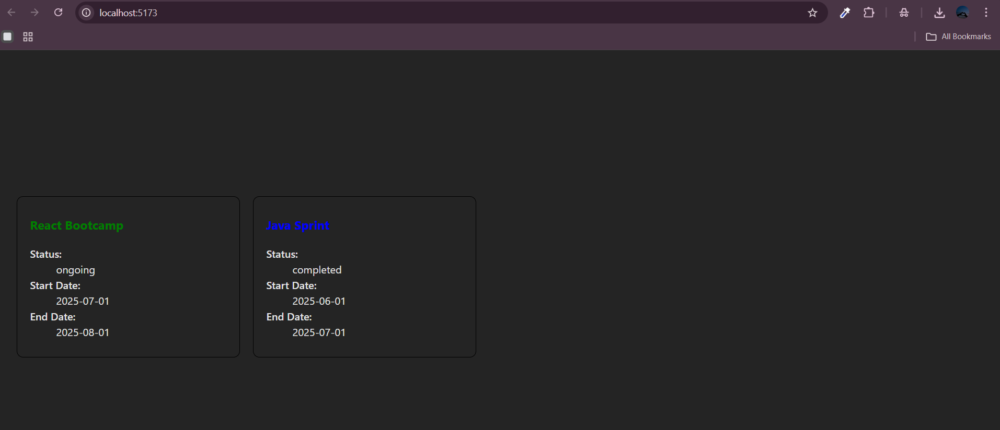 localhost:5173
All Bookmarks
React Bootcamp
Status:
ongoing
Start Date:
2025-07-01
End Date:
2025-08-01
Java Sprint
Status:
completed
Start Date:
2025-06-01
End Date:
2025-07-01